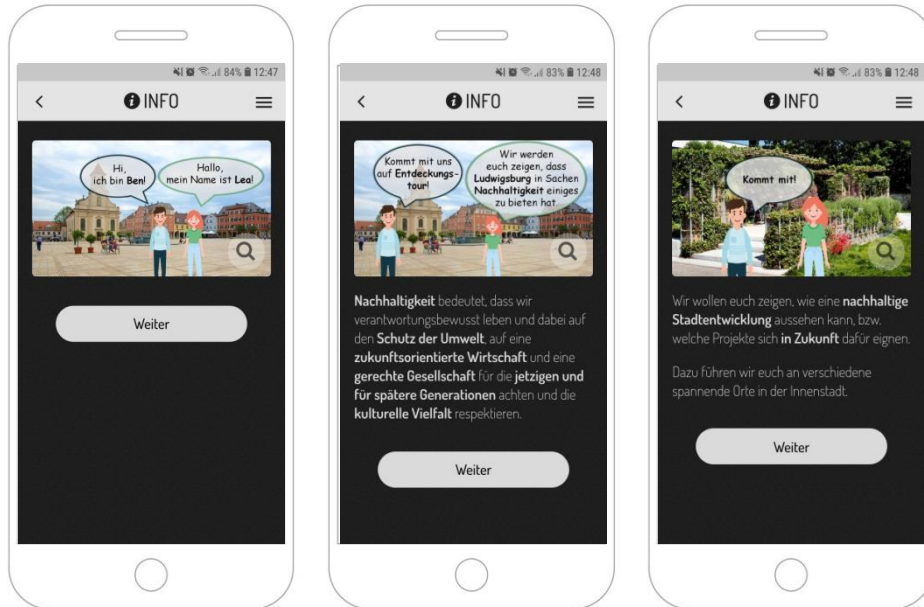 84% 12:47
INFO
Hi,
ich bin Ben!
Hallo,
mein Name ist Lea!
Weiter
83% 12:48
INFO
Kommt mit uns
auf Entdeckungs-
tour!
Wir werden
euch zeigen, dass
Ludwigsburg in Sachen
Nachhaltigkeit einiges
zu bieten hat.
Nachhaltigkeit bedeutet, dass wir
verantwortungsbewusst leben und dabei auf
den Schutz der Umwelt, auf eine
zukunftsorientierte Wirtschaft und eine
gerechte Gesellschaft für die jetzigen und
für spätere Generationen achten und die
kulturelle Vielfalt respektieren.
Weiter
83% 12:48
INFO
Kommt mit!
Wir wollen euch zeigen, wie eine nachhaltige
Stadtentwicklung aussehen kann, bzw.
welche Projekte sich in Zukunft dafür eignen.
Dazu führen wir euch an verschiedene
spannende Orte in der Innenstadt.
Weiter